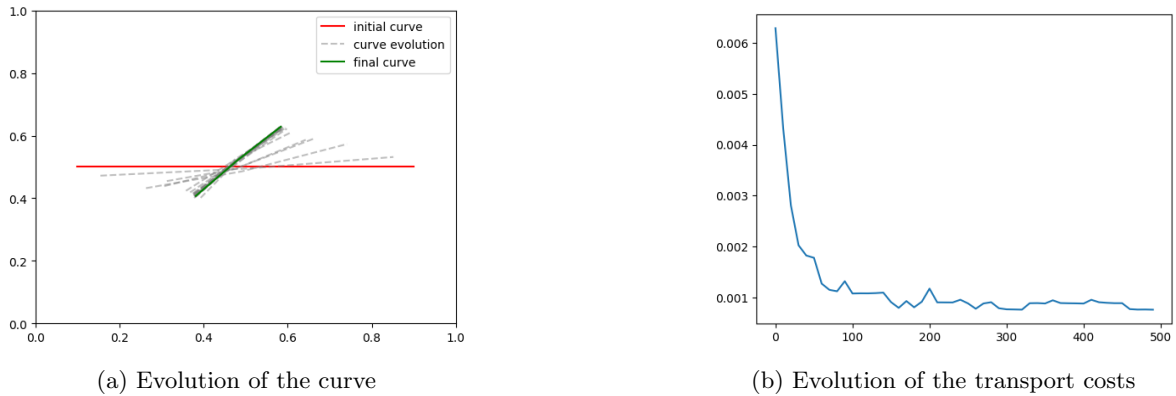 1.0
0.8
0.6
0.4
0.2
0.0
0.0 0.2 0.4 0.6 0.8 1.0
initial curve
curve evolution
final curve
(a) Evolution of the curve
0.006
0.005
0.004
0.003
0.002
0.001
0 100 200 300 400 500
(b) Evolution of the transport costs